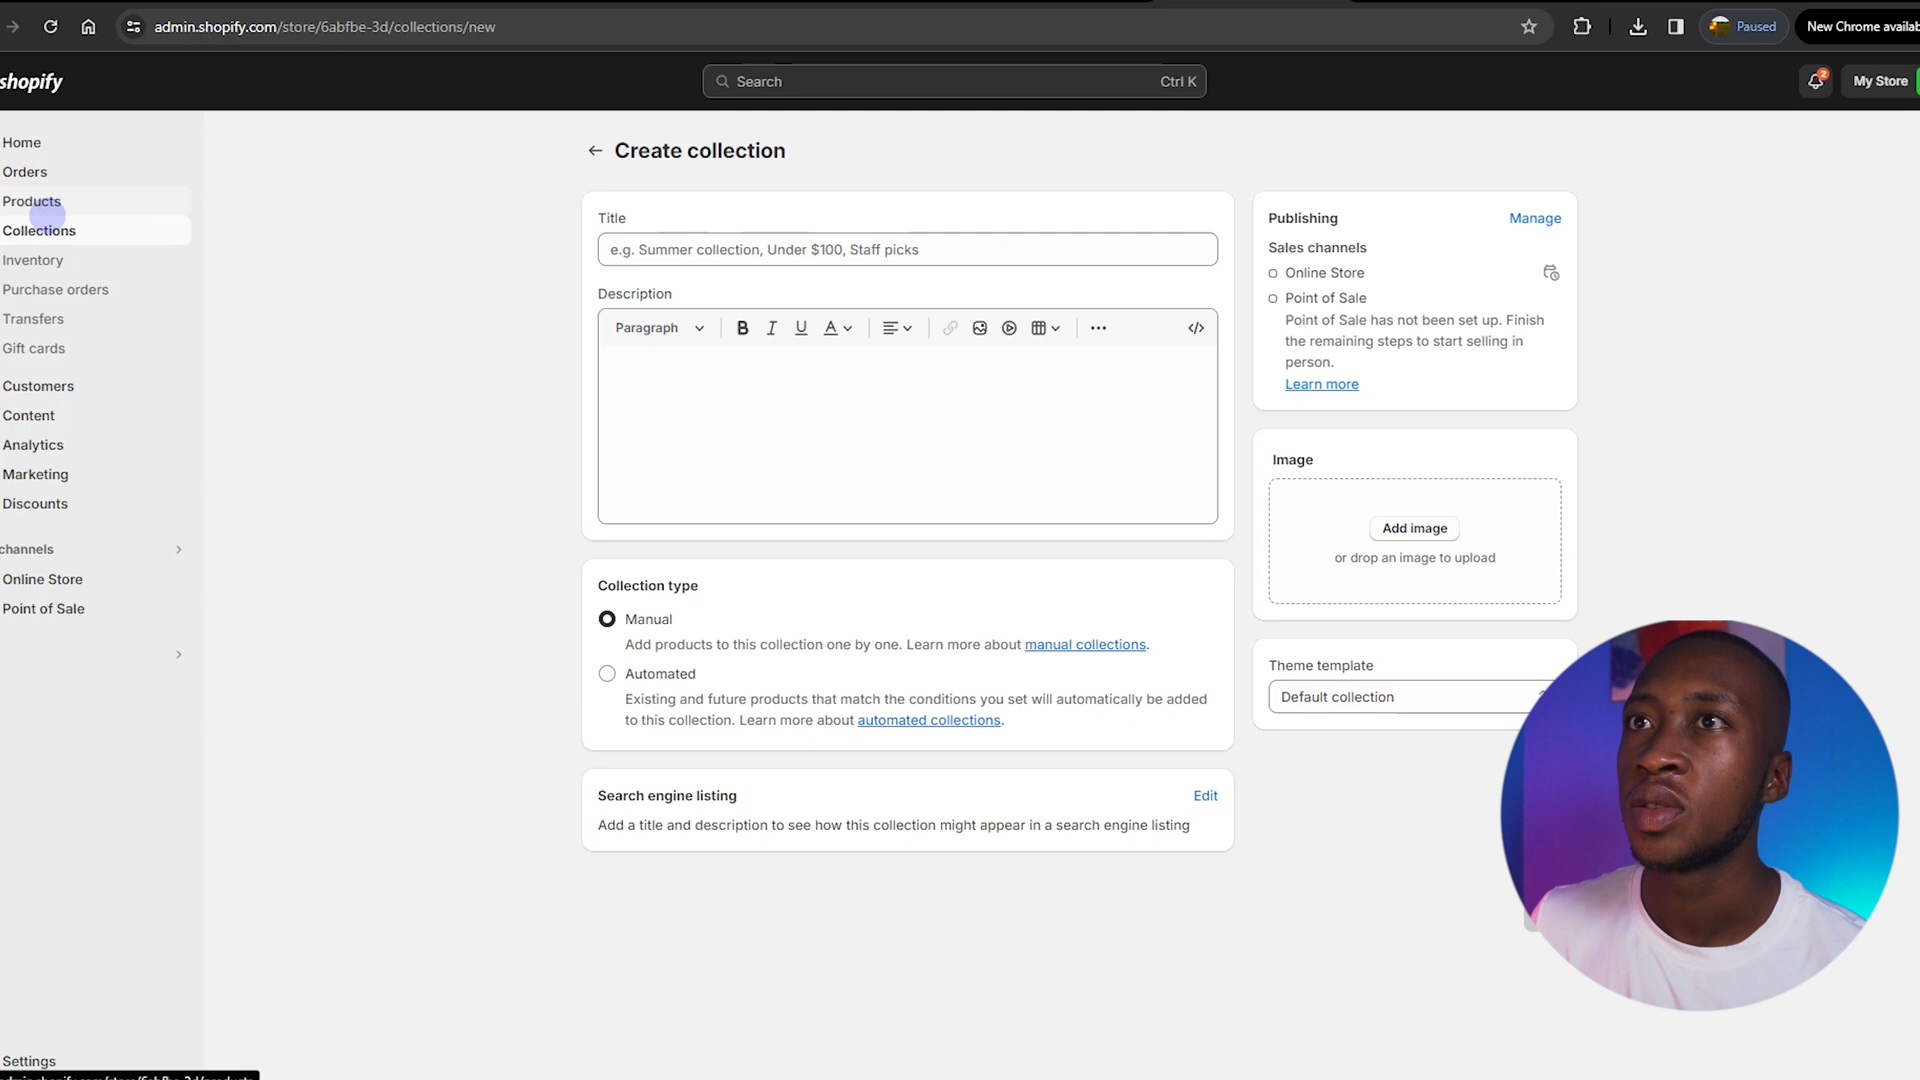 admin.shopify.com/store/6abfbe-3d/collections/new
Paused
New Chrome availab
shopify
Search
Ctrl K
2
My Store
Home
Orders
Products
Collections
Inventory
Purchase orders
Transfers
Gift cards
Customers
Content
Analytics
Marketing
Discounts
channels
Online Store
Point of Sale
Settings
Create collection
Title
e.g. Summer collection, Under $100, Staff picks
Description
Paragraph
B I U A
Collection type
Manual
Add products to this collection one by one. Learn more about manual collections.
Automated
Existing and future products that match the conditions you set will automatically be added
to this collection. Learn more about automated collections.
Search engine listing
Edit
Add a title and description to see how this collection might appear in a search engine listing
Publishing
Manage
Sales channels
Online Store
Point of Sale
Point of Sale has not been set up. Finish
the remaining steps to start selling in
person.
Learn more
Image
Add image
or drop an image to upload
Theme template
Default collection